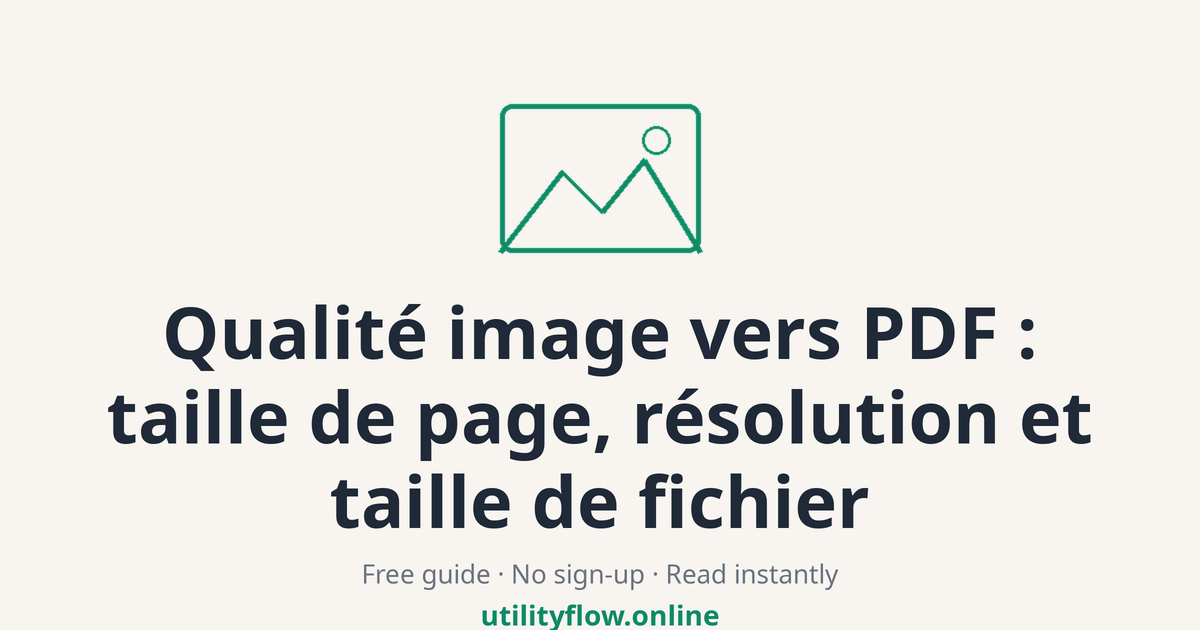 Qualité image vers PDF :
taille de page, résolution et
taille de fichier
Free guide · No sign-up · Read instantly
utilityflow.online